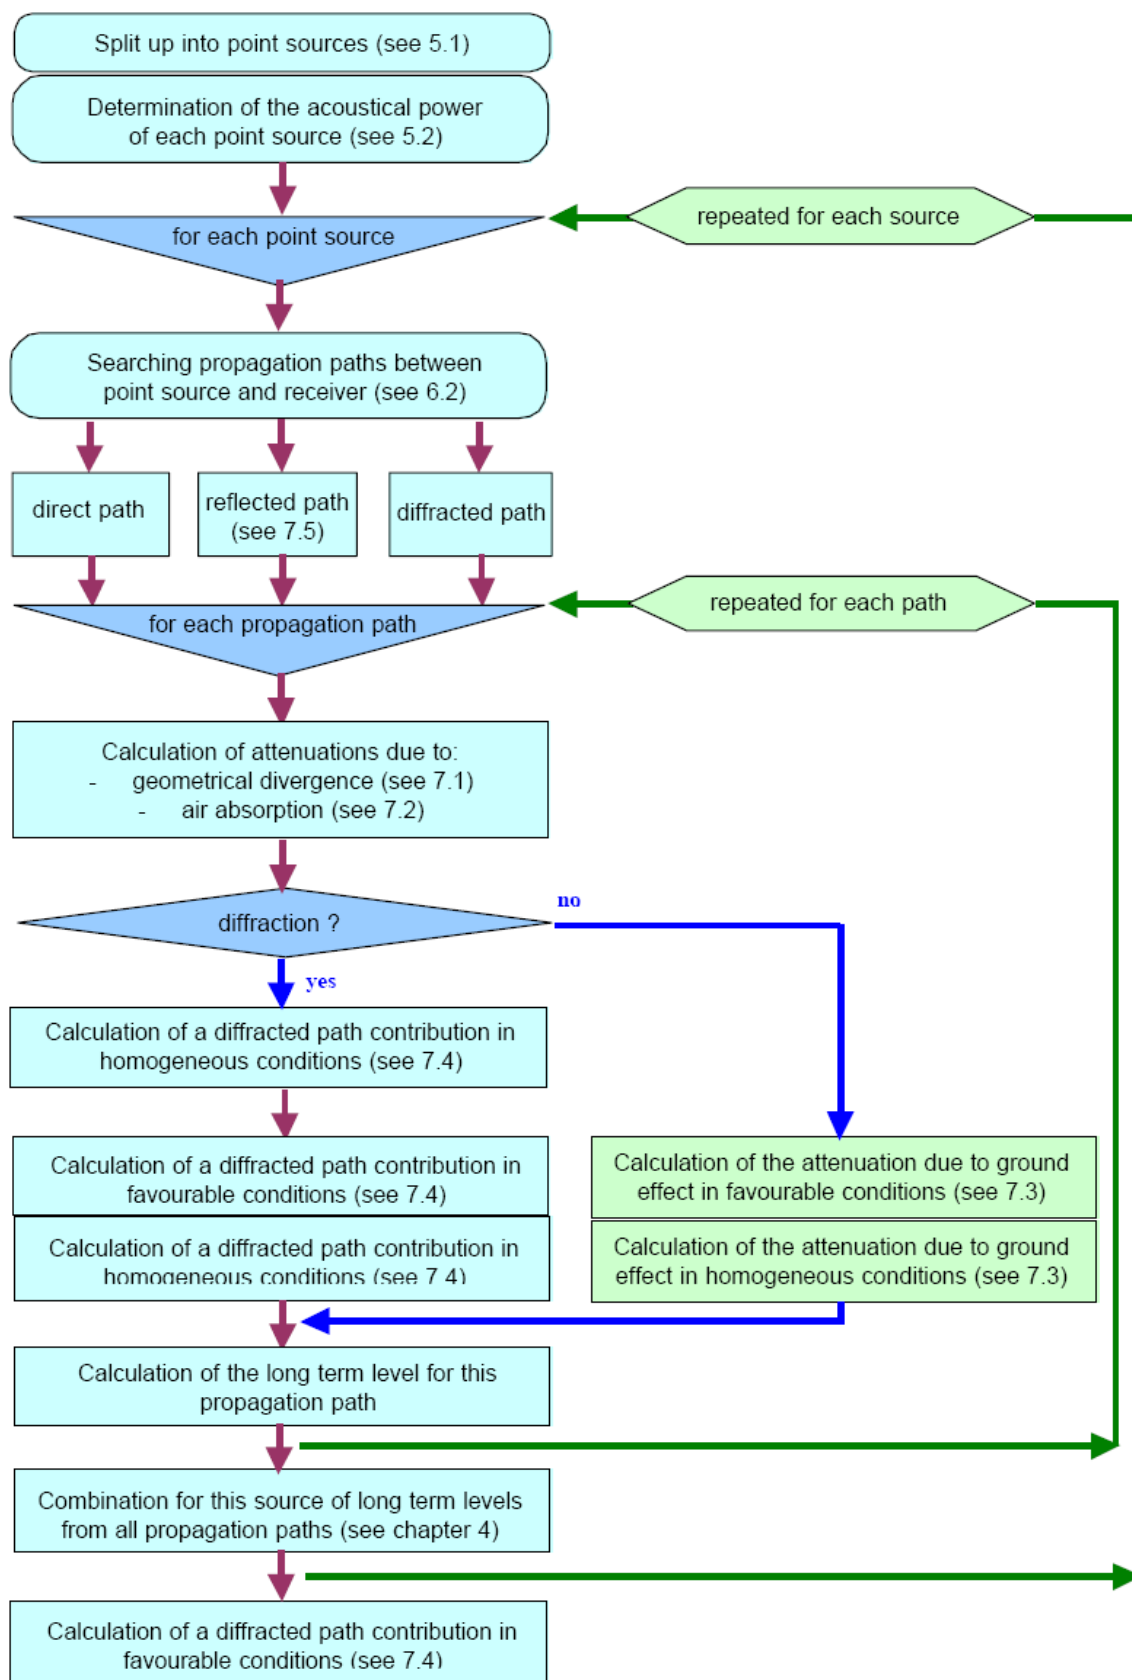 Split up into point sources (see 5.1)
Determination of the acoustical power
of each point source (see 5.2)
for each point source
repeated for each source
Searching propagation paths between
point source and receiver (see 6.2)
direct path
reflected path
(see 7.5)
diffracted path
for each propagation path
repeated for each path
Calculation of attenuations due to:
- geometrical divergence (see 7.1)
- air absorption (see 7.2)
diffraction ?
no
yes
Calculation of a diffracted path contribution in
homogeneous conditions (see 7.4)
Calculation of a diffracted path contribution in
favourable conditions (see 7.4)
Calculation of a diffracted path contribution in
homogeneous conditions (see 7.4)
Calculation of the attenuation due to ground
effect in favourable conditions (see 7.3)
Calculation of the attenuation due to ground
effect in homogeneous conditions (see 7.3)
Calculation of the long term level for this
propagation path
Combination for this source of long term levels
from all propagation paths (see chapter 4)
Calculation of a diffracted path contribution in
favourable conditions (see 7.4)